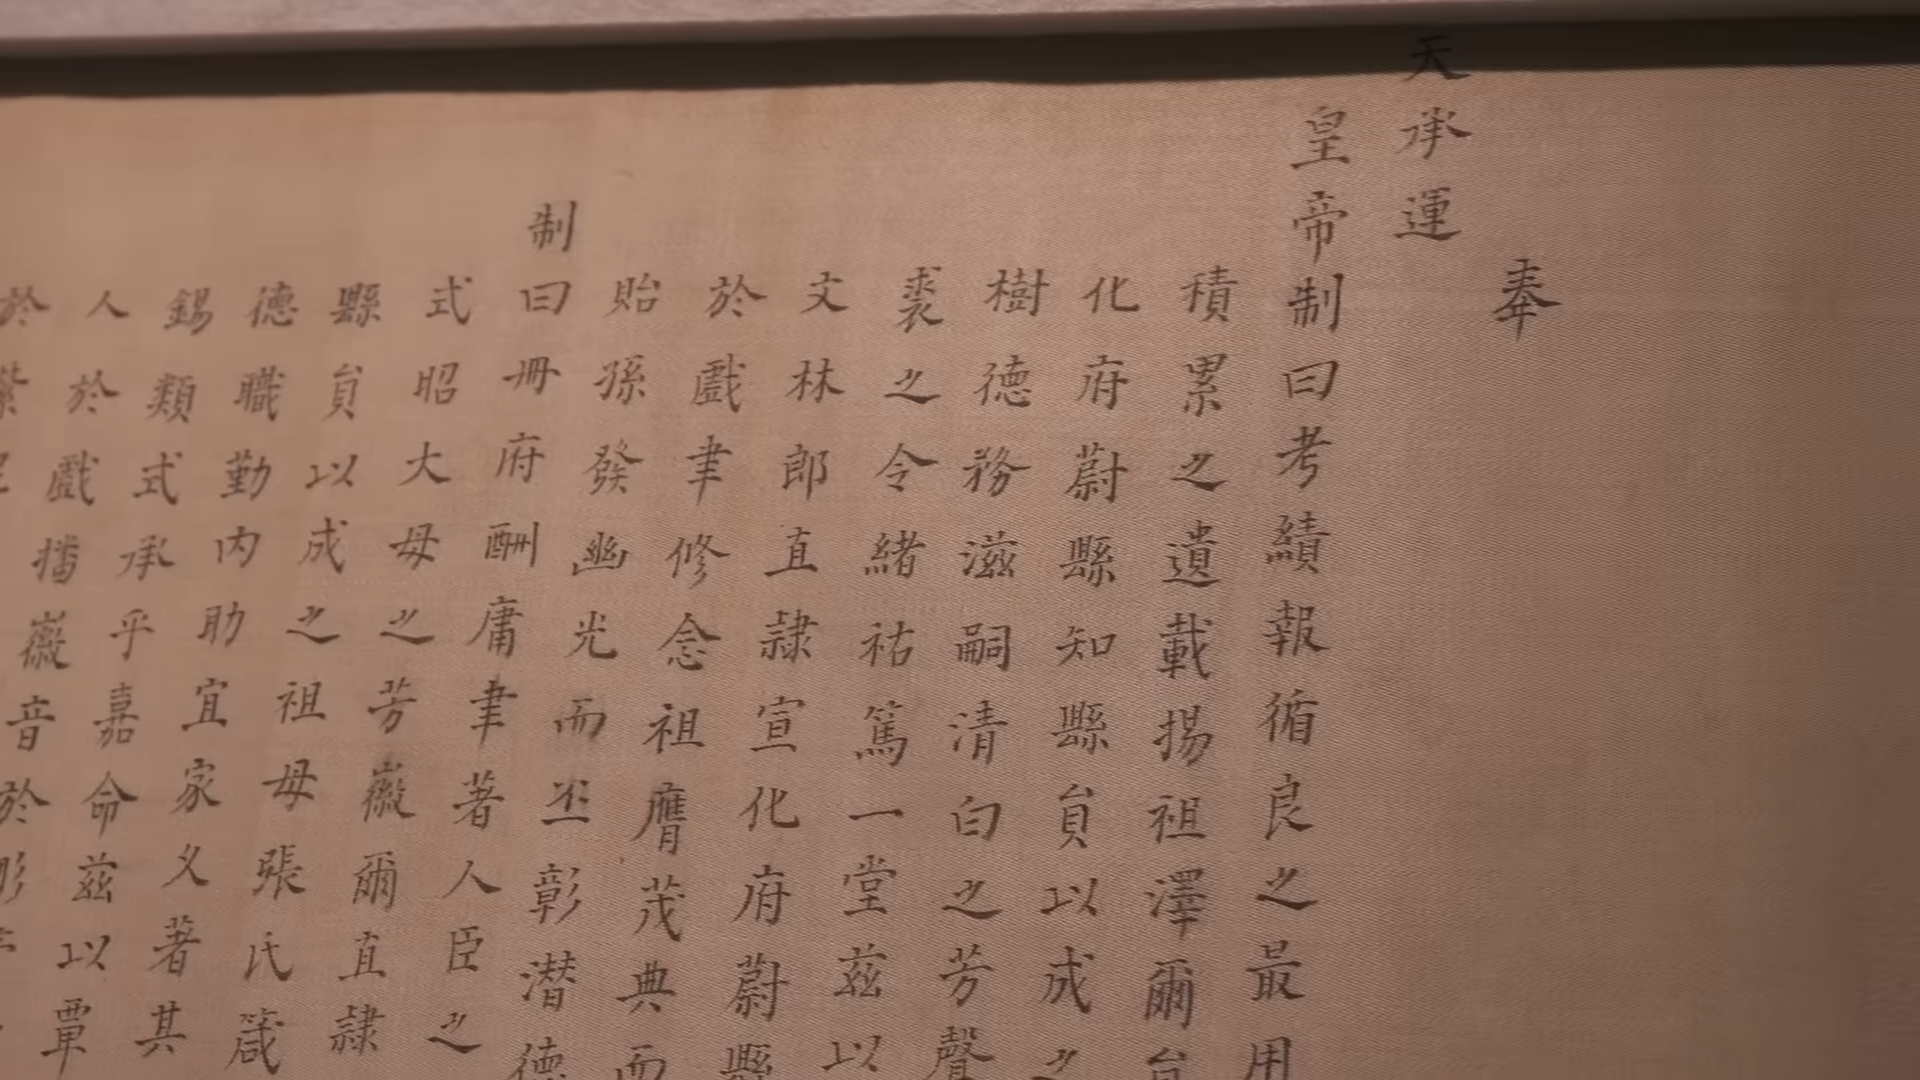 奉
天承運
皇帝制曰考績報循良之最用
積累之遺載揚祖澤爾
化府蔚縣知縣貟以成之
樹德務滋嗣清白之芳聲
裘之令緒祜篤一堂茲以
文林郎直隸宣化府蔚縣
於戲聿修念祖膺茂典而
貽孫發幽光而丕彰潛德
制
曰冊府酬庸聿著人臣之
式昭大母之芳徽爾直隸
縣貟以成之祖母張氏箴
德職勤內助宜家久著其
錫類式承乎嘉命茲以覃
人於戲播徽音於
於